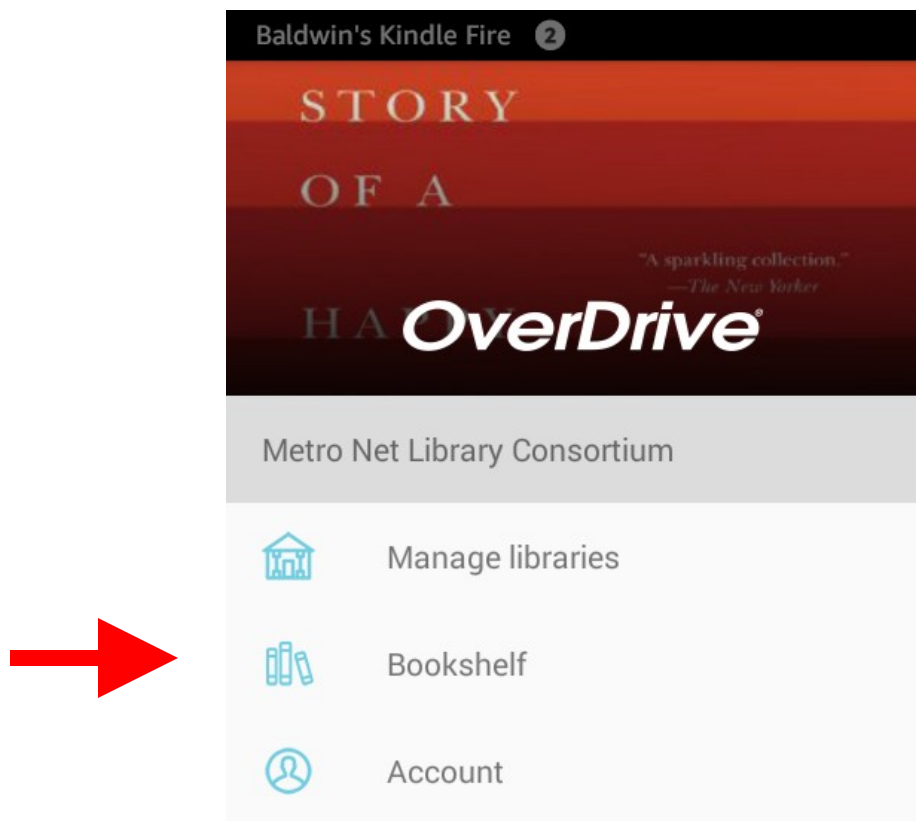 Baldwin's Kindle Fire 2
STORY
OF A
"A sparkling collection."
—The New Yorker
HAPPY
OverDrive®
Metro Net Library Consortium
Manage libraries
Bookshelf
Account